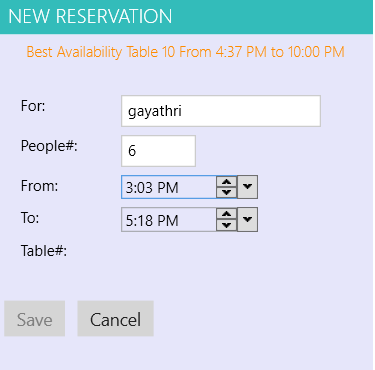 NEW RESERVATION
Best Availability Table 10 From 4:37 PM to 10:00 PM
For: gayathri
People#: 6
From: 3:03 PM
To: 5:18 PM
Table#:
Save Cancel